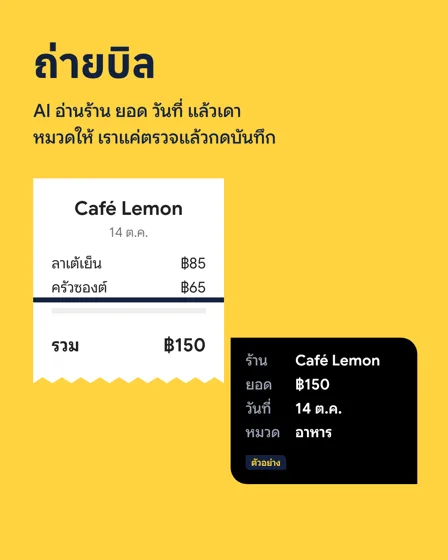 ถ่ายบิล
AI อ่านร้าน ยอด วันที่ แล้วเดา
หมวดให้ เราแค่ตรวจแล้วกดบันทึก
Café Lemon
14 ต.ค.
ลาเต้เย็น ฿85
ครัวซองต์ ฿65
รวม ฿150
ร้าน Café Lemon
ยอด ฿150
วันที่ 14 ต.ค.
หมวด อาหาร
ตัวอย่าง